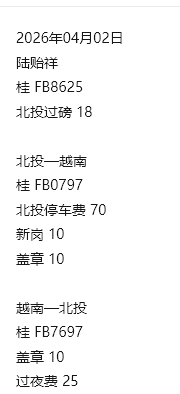 2026年04月02日
陆贻祥
桂 FB8625
北投过磅 18
北投—越南
桂 FB0797
北投停车费 70
新岗 10
盖章 10
越南—北投
桂 FB7697
盖章 10
过夜费 25